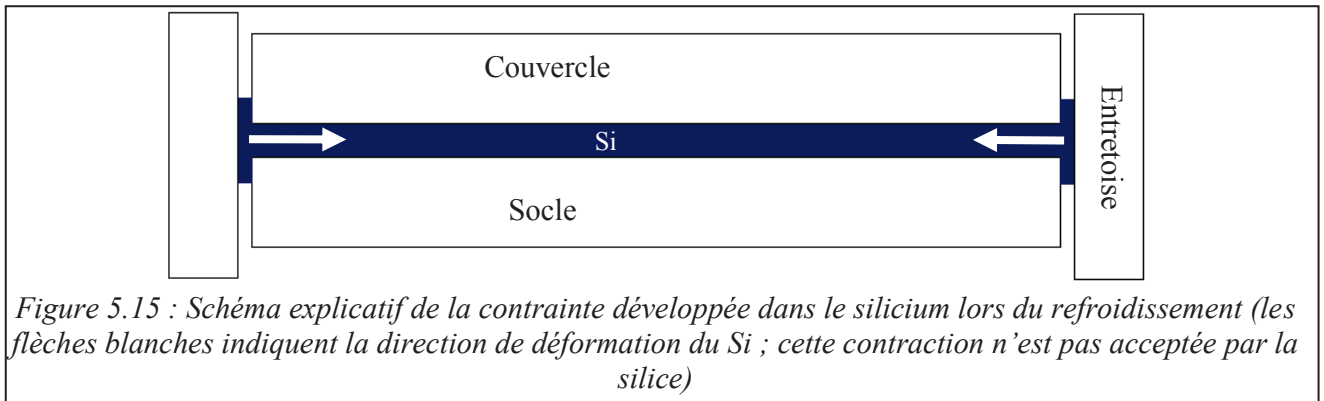 Couvercle
Si
Entretoise
Socle
Figure 5.15 : Schéma explicatif de la contrainte développée dans le silicium lors du refroidissement (les
flèches blanches indiquent la direction de déformation du Si ; cette contraction n’est pas acceptée par la
silice)